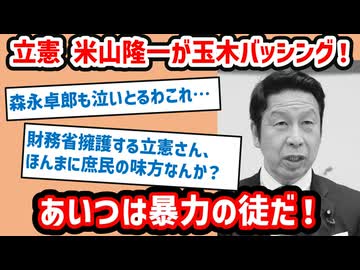 立憲 米山隆一が玉木バッシング！
森永卓郎も泣いとるわこれ…
財務省擁護する立憲さん、
ほんまに庶民の味方なんか？
あいつは暴力の徒だ！